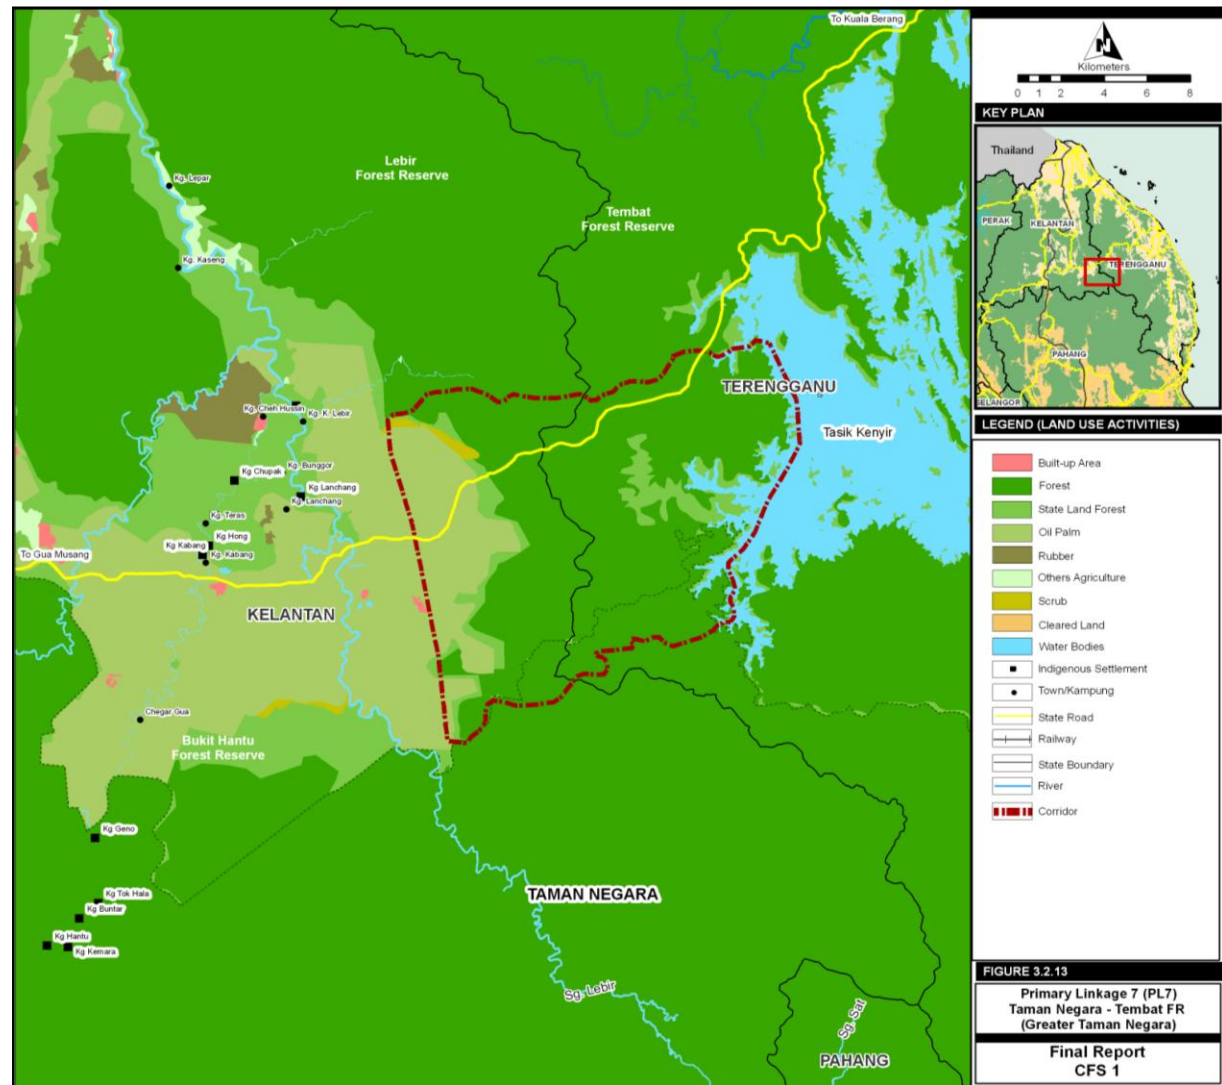 To Kuala Berang
Lebir
Forest Reserve
Kg. Lepar
Tembat
Forest Reserve
Kg. Kaseng
TERENGGANU
Kg. Cheh Hussin
Kg. K. Lebir
Tasik Kenyir
Kg. Bunggor
Kg Chupak
Kg Lanchang
Kg. Lanchang
Kg. Teras
Kg Hong
Kg Kabang
Kg. Kabang
To Gua Musang
KELANTAN
Chegar Gua
Bukit Hantu
Forest Reserve
Kg Geno
TAMAN NEGARA
Kg Tok Hala
Kg Buntar
Kg Hantu
Kg Kemara
Sg. Lebir
Sg. Sat
PAHANG
N
Kilometers
0 1 2 4 6 8
KEY PLAN
Thailand
PERAK
KELANTAN
TERENGGANU
PAHANG
SELANGOR
LEGEND (LAND USE ACTIVITIES)
Built-up Area
Forest
State Land Forest
Oil Palm
Rubber
Others Agriculture
Scrub
Cleared Land
Water Bodies
Indigenous Settlement
Town/Kampung
State Road
Railway
State Boundary
River
Corridor
FIGURE 3.2.13
Primary Linkage 7 (PL7)
Taman Negara - Tembat FR
(Greater Taman Negara)
Final Report
CFS 1